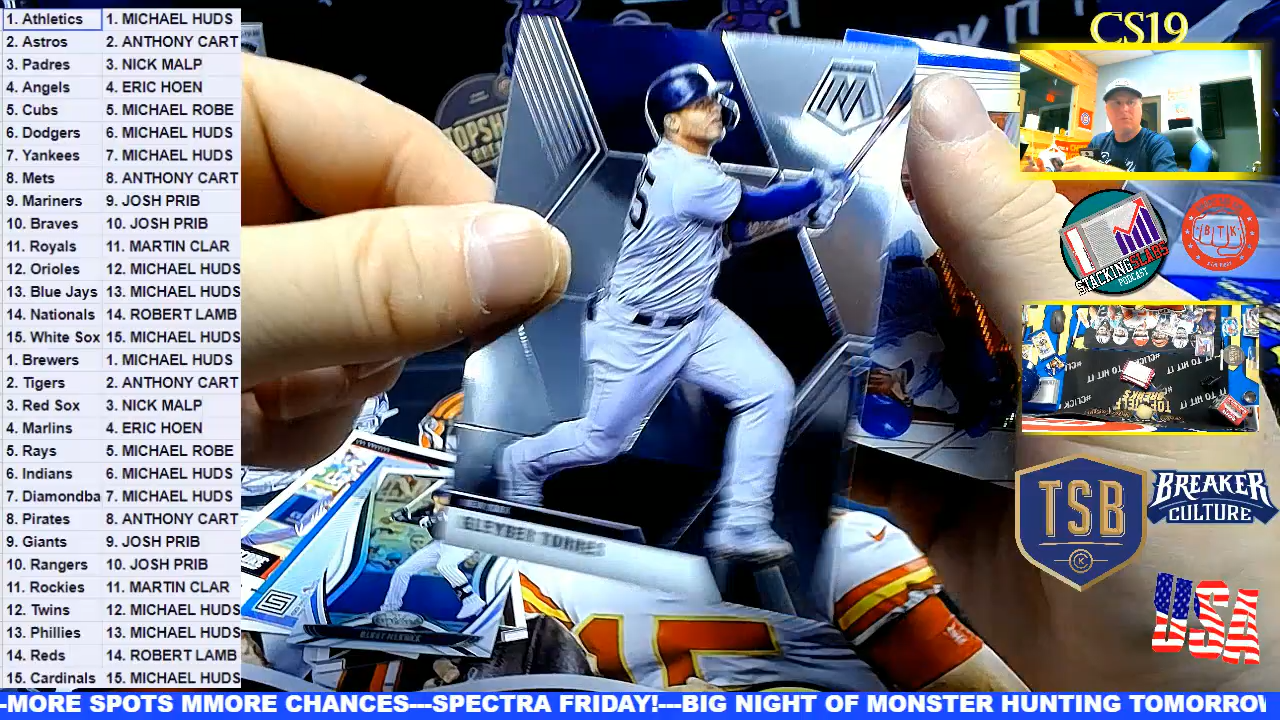 1. Athletics 1. MICHAEL HUDS
2. Astros 2. ANTHONY CART
3. Padres 3. NICK MALP
4. Angels 4. ERIC HOEN
5. Cubs 5. MICHAEL ROBE
6. Dodgers 6. MICHAEL HUDS
7. Yankees 7. MICHAEL HUDS
8. Mets 8. ANTHONY CART
9. Mariners 9. JOSH PRIB
10. Braves 10. JOSH PRIB
11. Royals 11. MARTIN CLAR
12. Orioles 12. MICHAEL HUDS
13. Blue Jays 13. MICHAEL HUDS
14. Nationals 14. ROBERT LAMB
15. White Sox 15. MICHAEL HUDS
1. Brewers 1. MICHAEL HUDS
2. Tigers 2. ANTHONY CART
3. Red Sox 3. NICK MALP
4. Marlins 4. ERIC HOEN
5. Rays 5. MICHAEL ROBE
6. Indians 6. MICHAEL HUDS
7. Diamondba 7. MICHAEL HUDS
8. Pirates 8. ANTHONY CART
9. Giants 9. JOSH PRIB
10. Rangers 10. JOSH PRIB
11. Rockies 11. MARTIN CLAR
12. Twins 12. MICHAEL HUDS
13. Phillies 13. MICHAEL HUDS
14. Reds 14. ROBERT LAMB
15. Cardinals 15. MICHAEL HUDS
CS19
TOPSH
GLEYBER TORRES
15
STACKINGSLABS
PODCAST
BTK
TSB
BREAKER
CULTURE
USA
-MORE SPOTS MMORE CHANCES---SPECTRA FRIDAY!---BIG NIGHT OF MONSTER HUNTING TOMORROW